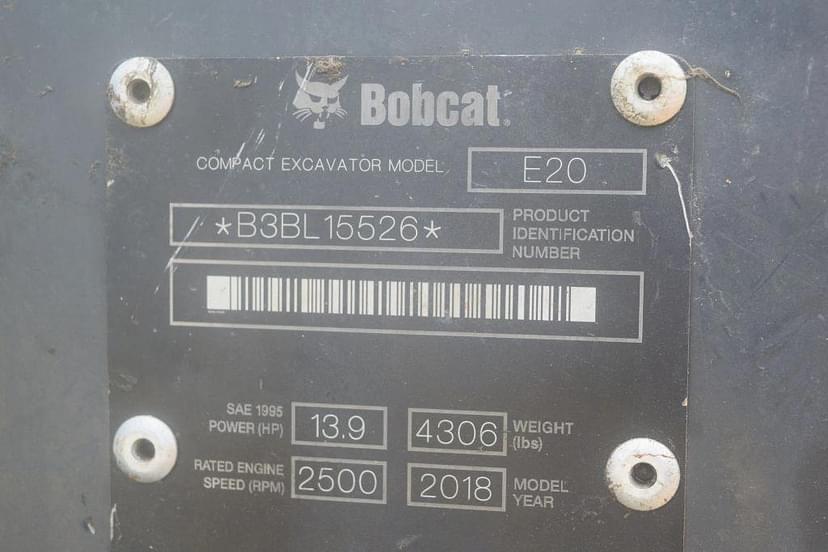 Bobcat.
COMPACT EXCAVATOR MODEL E20
*B3BL15526* PRODUCT
IDENTIFICATION
NUMBER
SAE 1995
POWER (HP) 13.9 4306 WEIGHT
(lbs)
RATED ENGINE
SPEED (RPM) 2500 2018 MODEL
YEAR